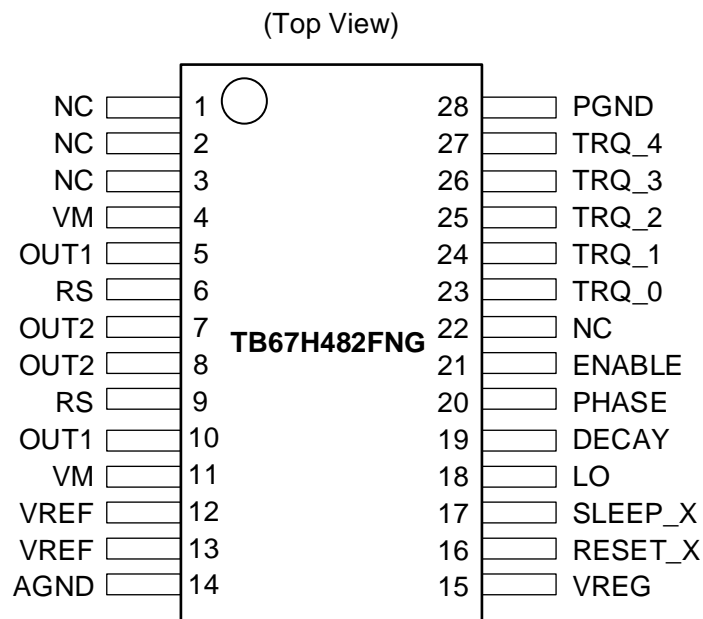 (Top View)
NC 1 28 PGND
NC 2 27 TRQ_4
NC 3 26 TRQ_3
VM 4 25 TRQ_2
OUT1 5 24 TRQ_1
RS 6 23 TRQ_0
OUT2 7 22 NC
TB67H482FNG
OUT2 8 21 ENABLE
RS 9 20 PHASE
OUT1 10 19 DECAY
VM 11 18 LO
VREF 12 17 SLEEP_X
VREF 13 16 RESET_X
AGND 14 15 VREG